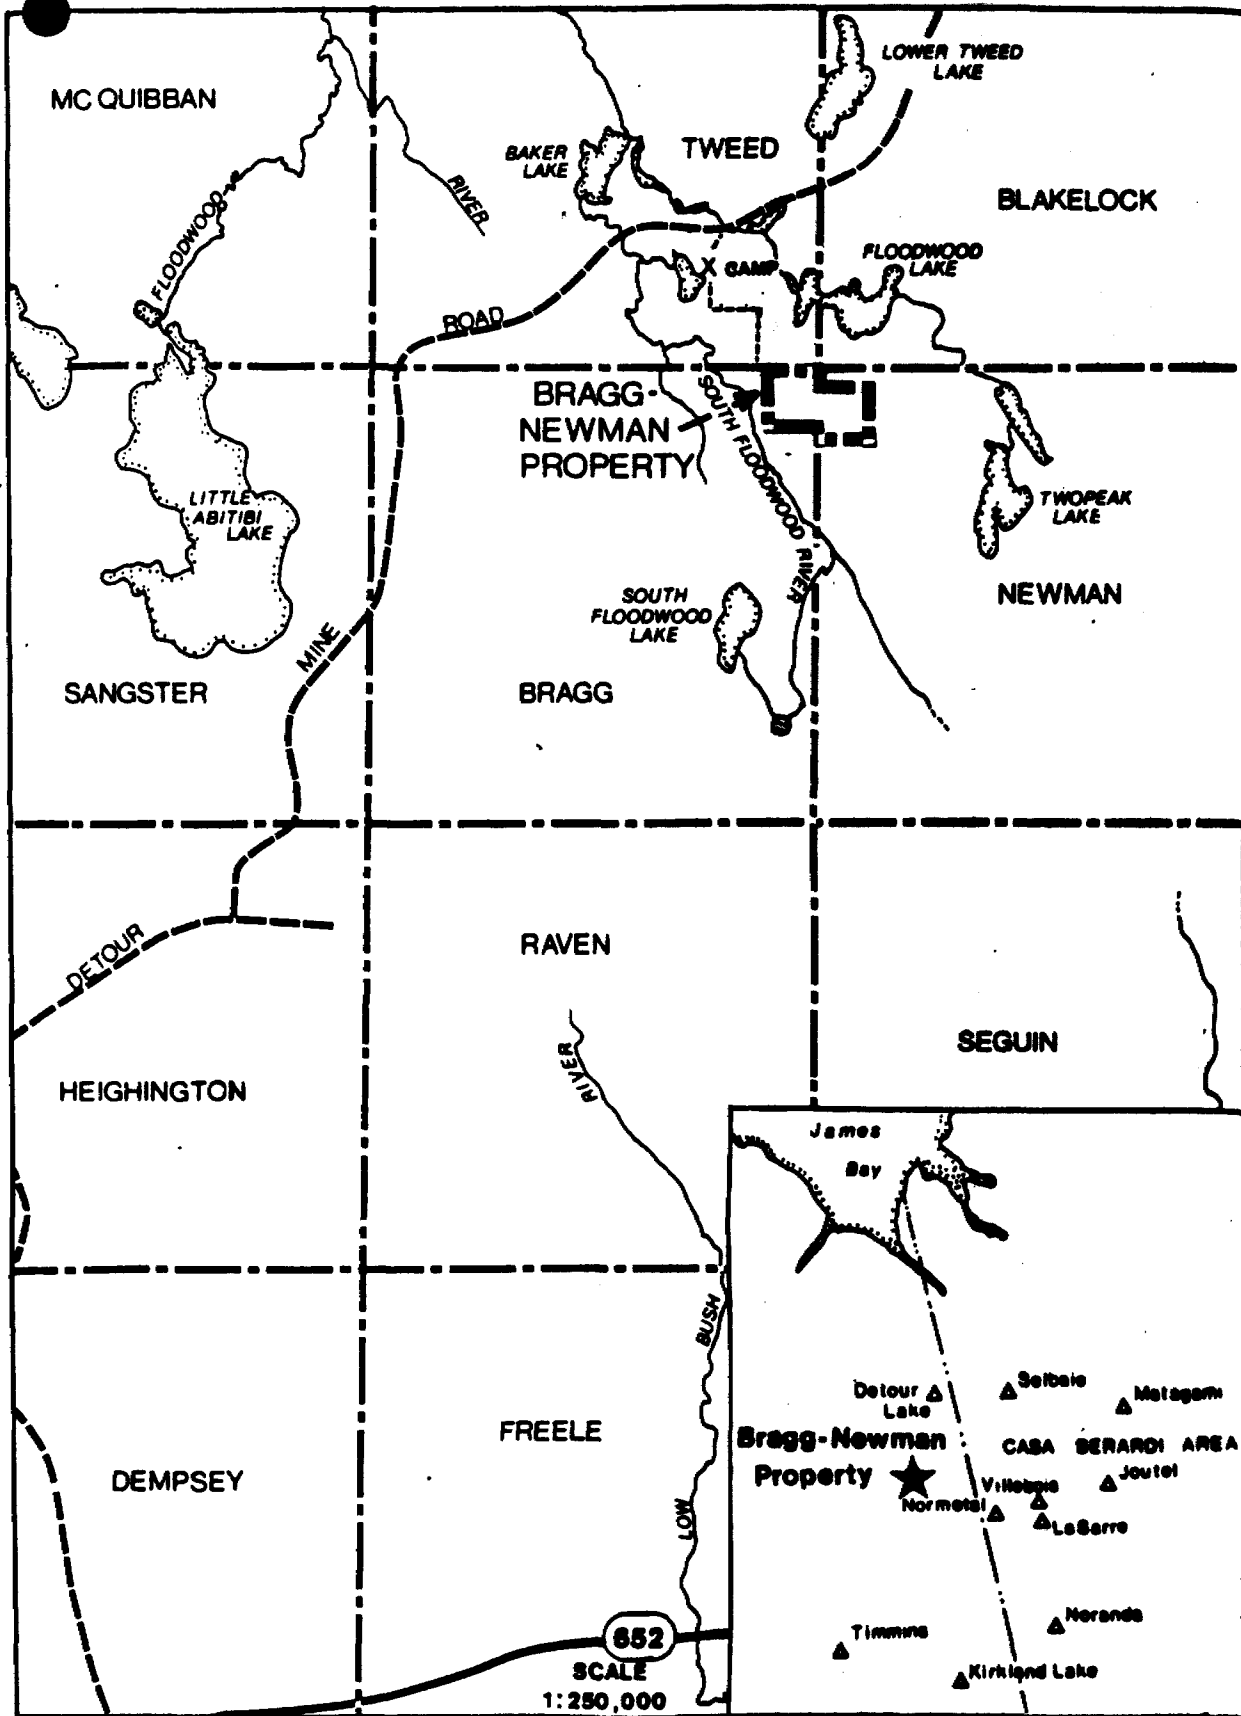 LOWER TWEED
LAKE
MC QUIBBAN
TWEED
BAKER
LAKE
RIVER
BLAKELOCK
FLOODWOOD
FLOODWOOD
LAKE
X CAMP
ROAD
BRAGG-
NEWMAN
PROPERTY
SOUTH FLOODWOOD RIVER
LITTLE
ABITIBI
LAKE
TWOPEAK
LAKE
SOUTH
FLOODWOOD
LAKE
NEWMAN
MINE
SANGSTER
BRAGG
DETOUR
RAVEN
SEGUIN
RIVER
HEIGHINGTON
James
Bay
BUSH
Detour
Lake
Selbaie
Matagami
Bragg-Newman
Property
CASA BERARDI AREA
Joutel
Villebois
Normetal
LaSarre
FREELE
DEMPSEY
LOW
Noranda
Timmins
Kirkland Lake
652
SCALE
1:250,000